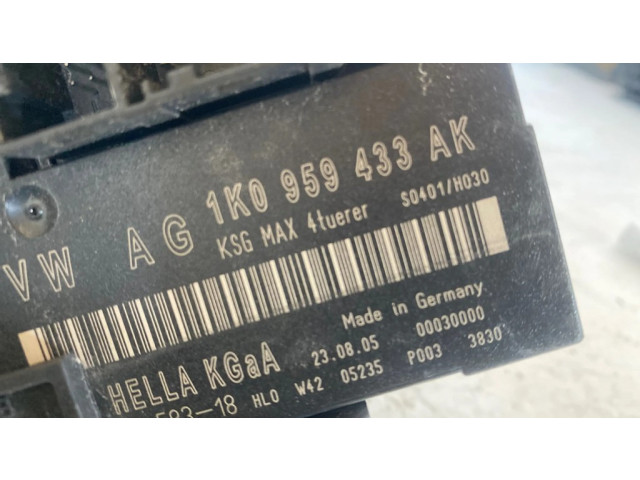 VW AG 1K0 959 433 AK
KSG MAX 4tuerer S0401/H030
Made in Germany
HELLA KGaA 23.08.05 00030000
HLO W42 05235 P003 3830